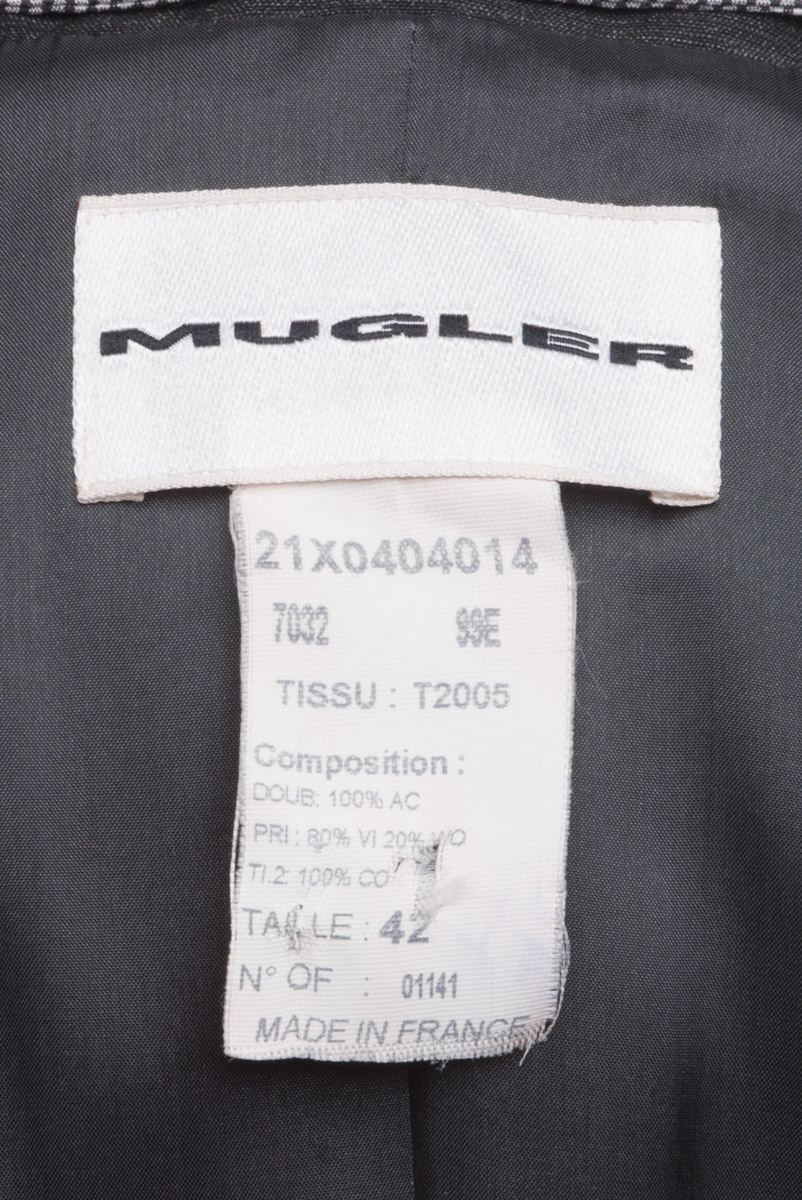 MUGLER
21X0404014
7032 99E
TISSU : T2005
Composition :
DOUB: 100% AC
PRI : 80% VI 20% WO
TI.2: 100% CO
TAILLE : 42
N° OF : 01141
MADE IN FRANCE